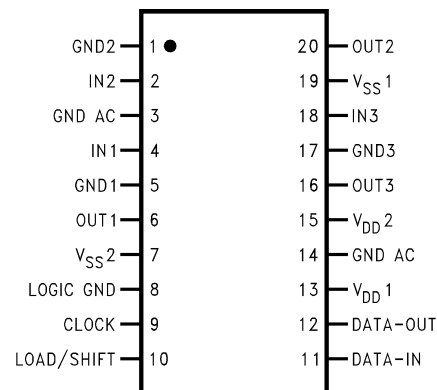 GND2 1 20 OUT2
IN2 2 19 VSS1
GND AC 3 18 IN3
IN1 4 17 GND3
GND1 5 16 OUT3
OUT1 6 15 VDD2
VSS2 7 14 GND AC
LOGIC GND 8 13 VDD1
CLOCK 9 12 DATA-OUT
LOAD/SHIFT 10 11 DATA-IN